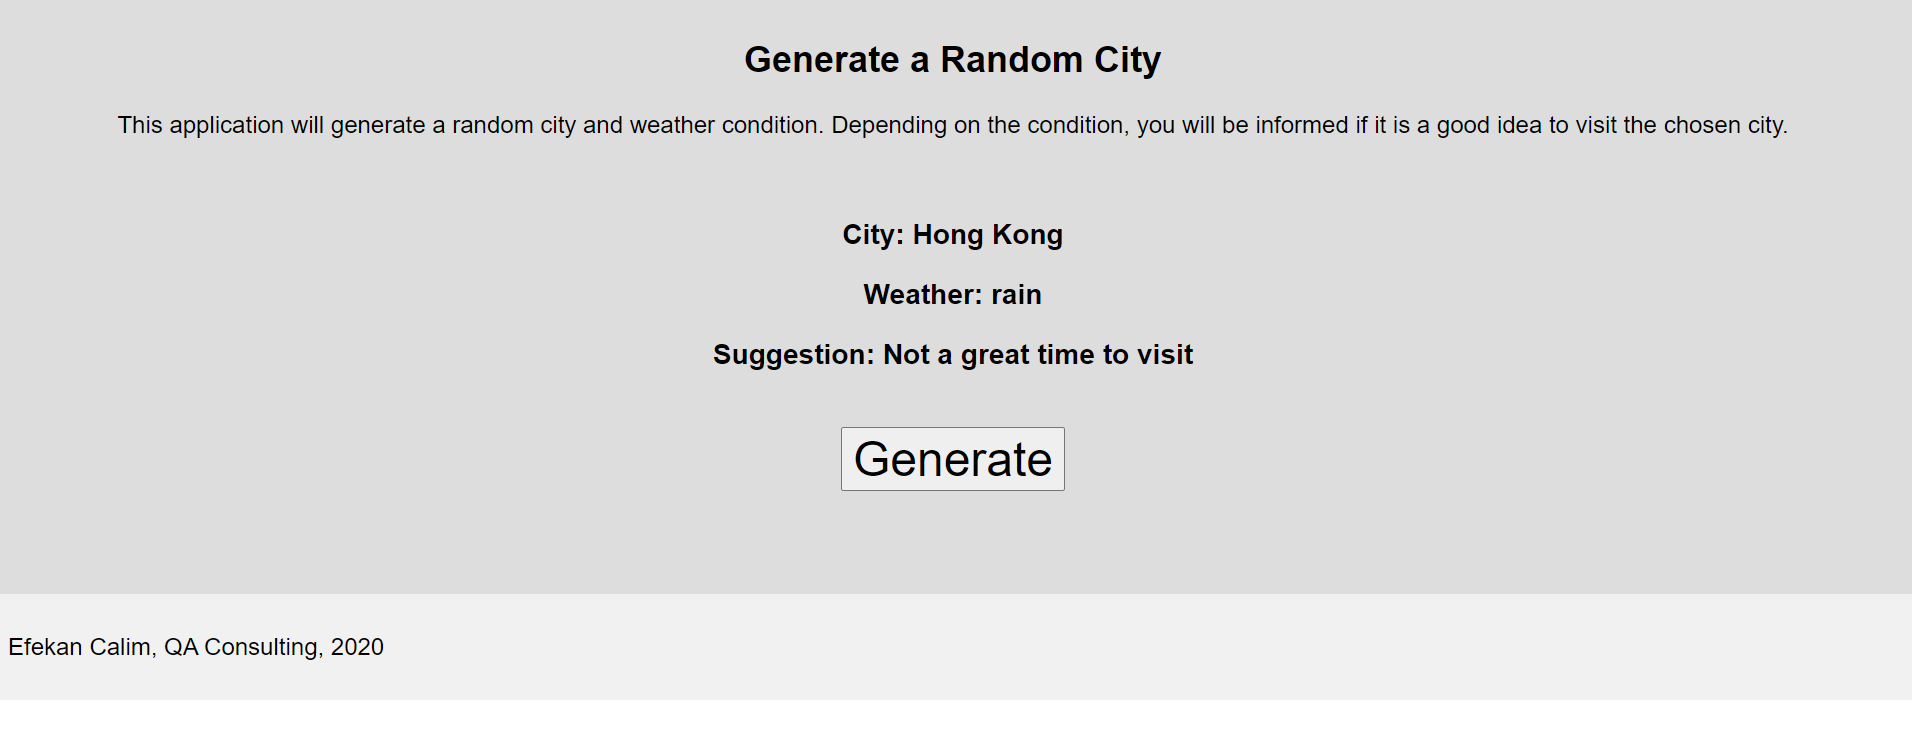 Generate a Random City
This application will generate a random city and weather condition. Depending on the condition, you will be informed if it is a good idea to visit the chosen city.
City: Hong Kong
Weather: rain
Suggestion: Not a great time to visit
Generate
Efekan Calim, QA Consulting, 2020